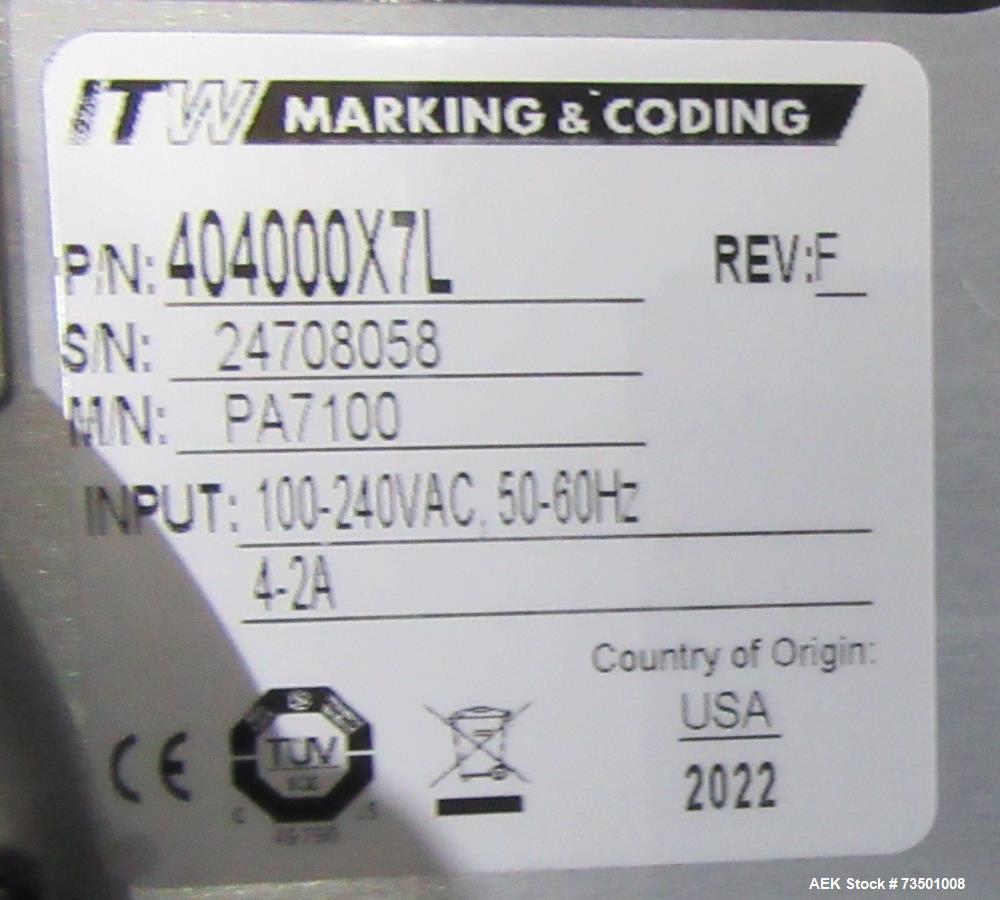 ITW MARKING & CODING
P/N: 404000X7L REV:F
S/N: 24708058
M/N: PA7100
INPUT: 100-240VAC, 50-60Hz
4-2A
Country of Origin:
USA
2022
CE
TUV
AEK Stock # 73501008